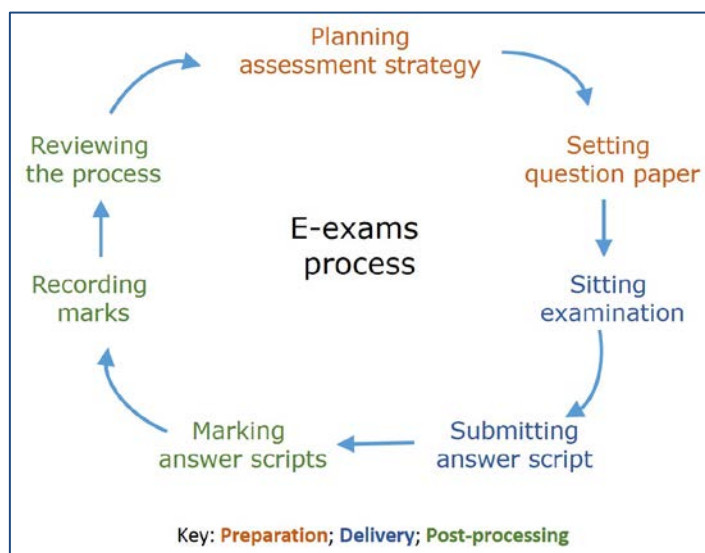 Planning
assessment strategy
Setting
question paper
Sitting
examination
Submitting
answer script
Marking
answer scripts
Recording
marks
Reviewing
the process
E-exams
process
Key: Preparation; Delivery; Post-processing